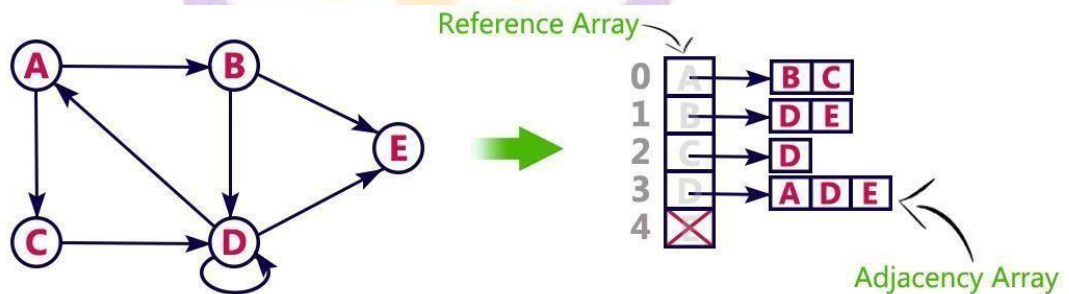 Reference Array
A B
0 A B C
1 B D E
E
2 C D
3 D A D E
4 E
C D
Adjacency Array